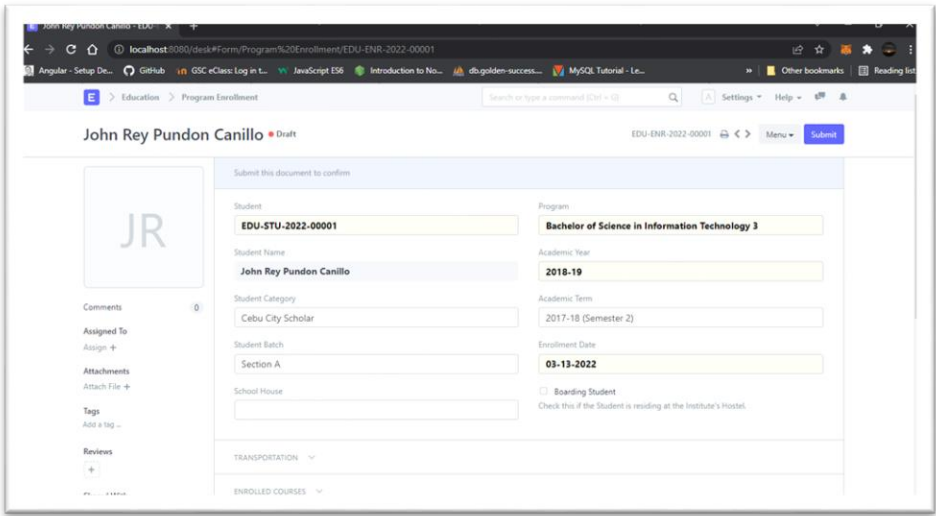 John Rey Pundon Canillo - EDU-
localhost:8080/desk#Form/Program%20Enrollment/EDU-ENR-2022-00001
Angular - Setup De... GitHub GSC eClass: Log in t... JavaScript ES6 Introduction to No... db.golden-success.... MySQL Tutorial - Le... » Other bookmarks Reading list
E > Education > Program Enrollment Search or type a command (Ctrl + G) A Settings Help
John Rey Pundon Canillo Draft EDU-ENR-2022-00001 Menu Submit
Submit this document to confirm
JR
Student
EDU-STU-2022-00001
Student Name
John Rey Pundon Canillo
Student Category
Cebu City Scholar
Student Batch
Section A
School House
Program
Bachelor of Science in Information Technology 3
Academic Year
2018-19
Academic Term
2017-18 (Semester 2)
Enrollment Date
03-13-2022
Boarding Student
Check this if the Student is residing at the Institute's Hostel.
Comments 0
Assigned To
Assign +
Attachments
Attach File +
Tags
Add a tag ...
Reviews
+
TRANSPORTATION
ENROLLED COURSES